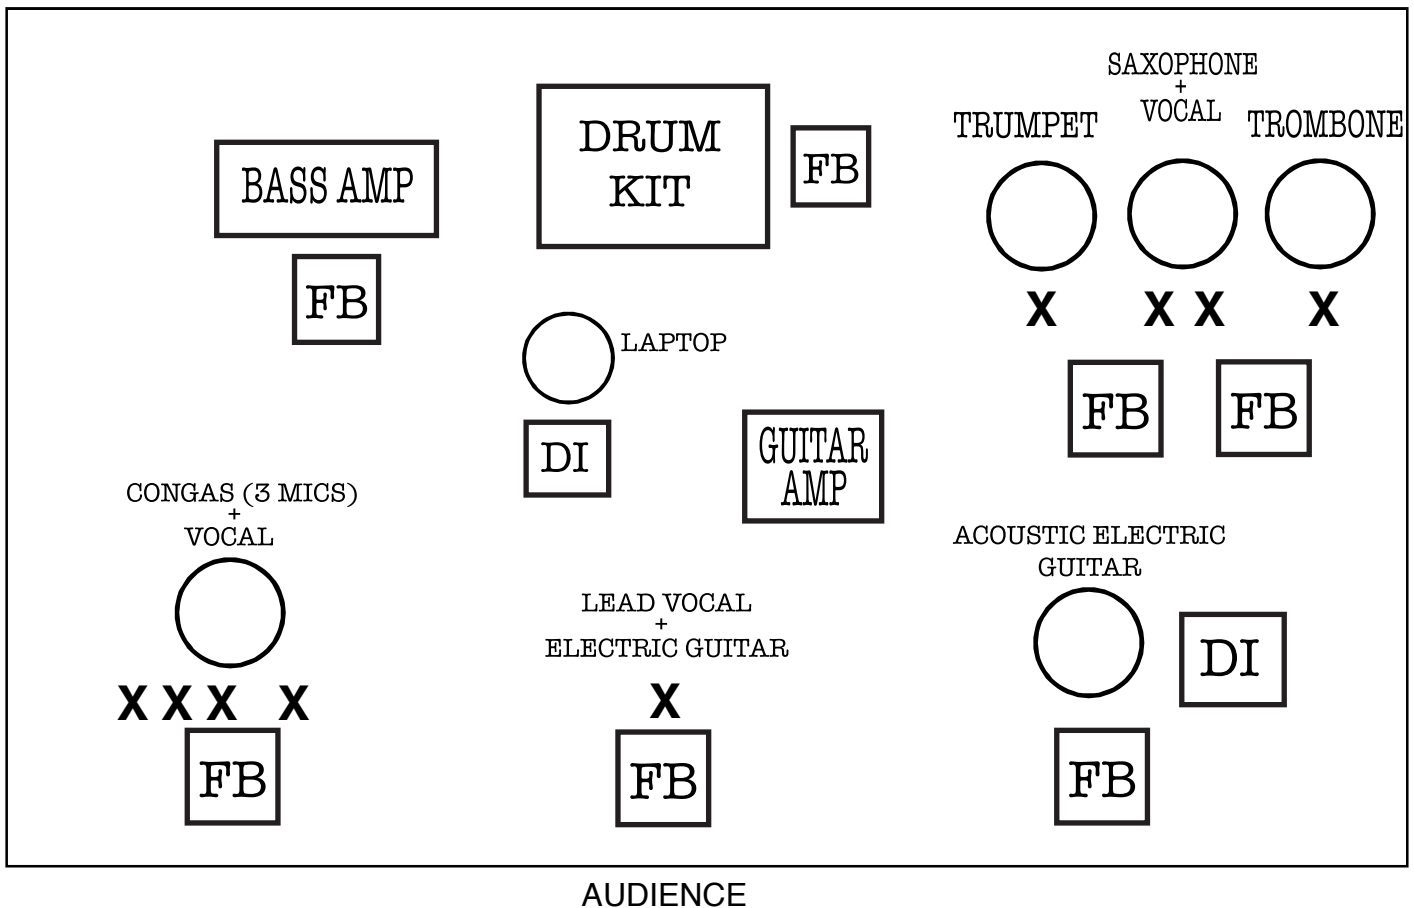 SAXOPHONE
+
VOCAL
TRUMPET
TROMBONE
DRUM
KIT
FB
BASS AMP
FB
X
X X
X
LAPTOP
DI
FB
FB
GUITAR
AMP
CONGAS (3 MICS)
+
VOCAL
X X X X
FB
LEAD VOCAL
+
ELECTRIC GUITAR
X
FB
ACOUSTIC ELECTRIC
GUITAR
DI
FB
AUDIENCE